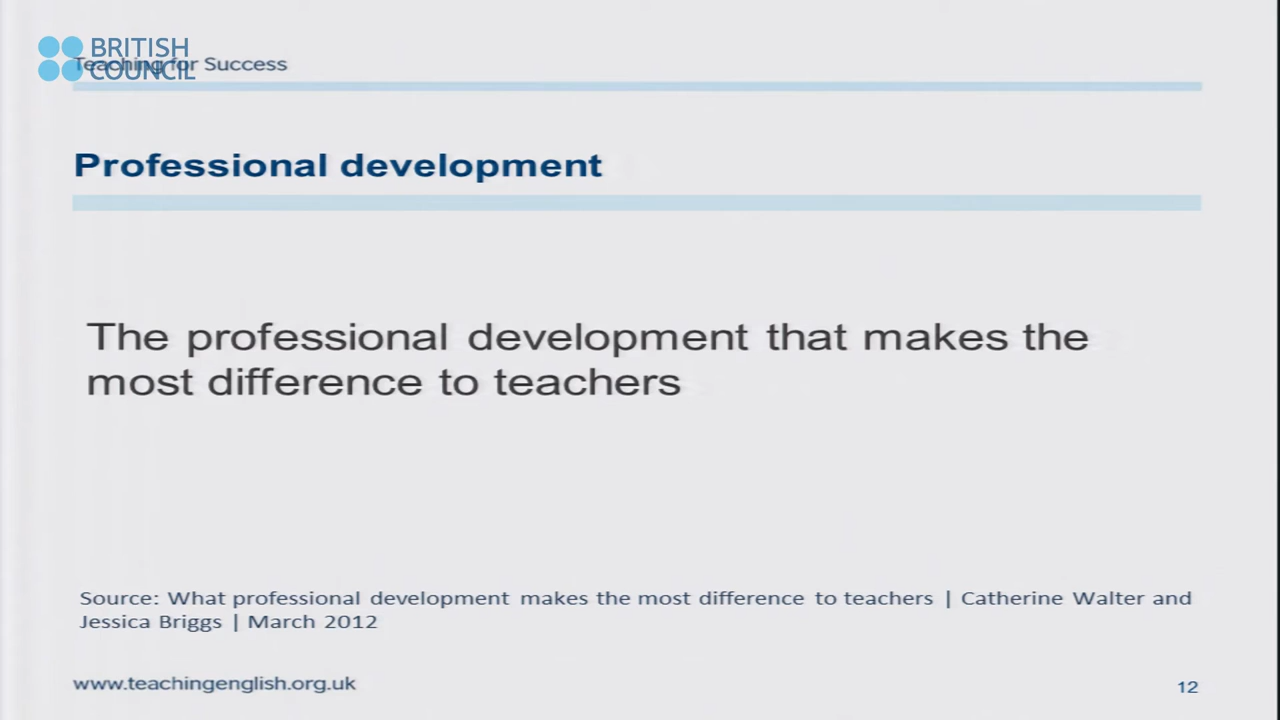 BRITISH
COUNCIL
Teaching for Success
Professional development
The professional development that makes the
most difference to teachers
Source: What professional development makes the most difference to teachers | Catherine Walter and
Jessica Briggs | March 2012
www.teachingenglish.org.uk
12